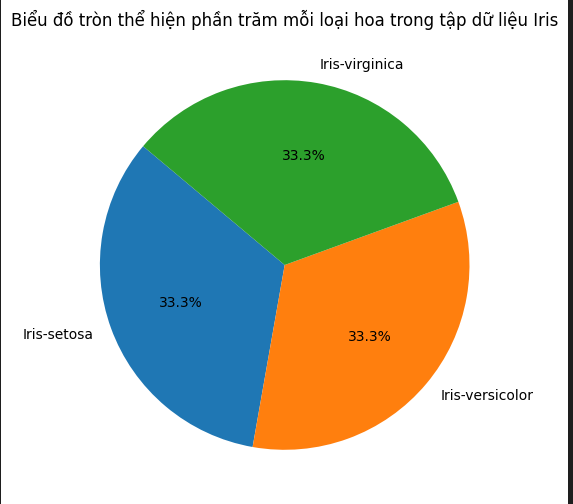 Biểu đồ tròn thể hiện phần trăm mỗi loại hoa trong tập dữ liệu Iris
Iris-virginica
33.3%
33.3%
Iris-setosa
33.3%
Iris-versicolor